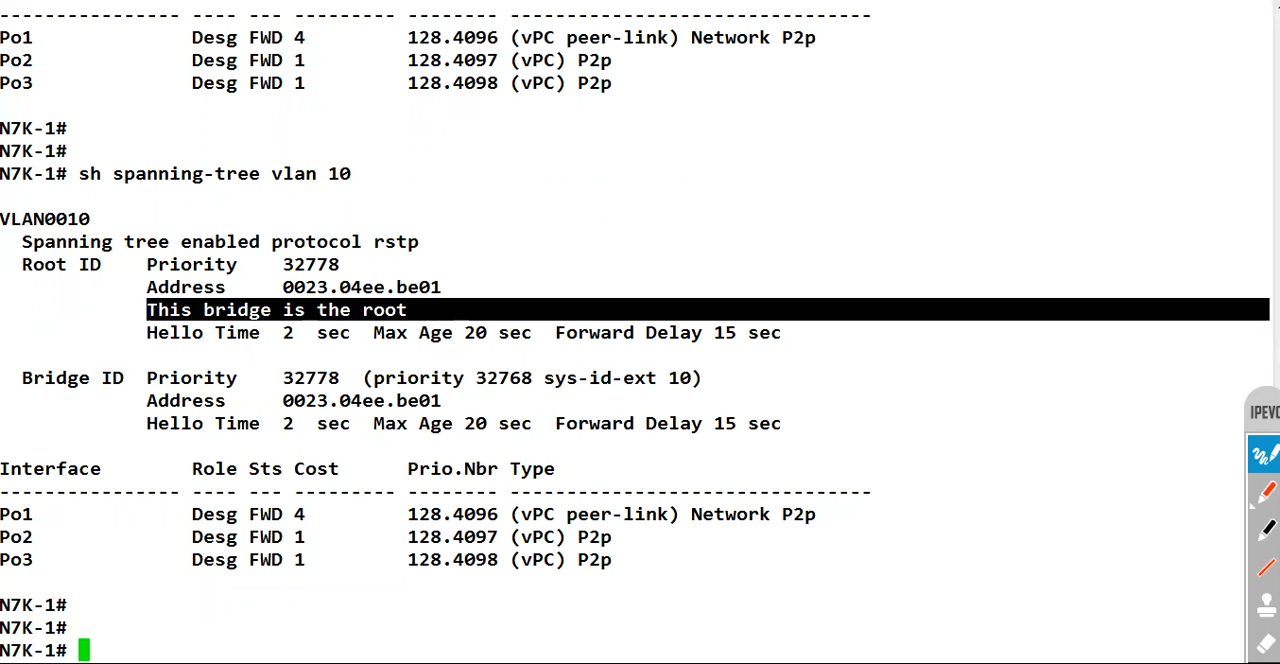 --------------- ---- --- --------- -------- --------------------------------
Po1              Desg FWD 4         128.4096 (vPC peer-link) Network P2p
Po2              Desg FWD 1         128.4097 (vPC) P2p
Po3              Desg FWD 1         128.4098 (vPC) P2p
N7K-1#
N7K-1#
N7K-1# sh spanning-tree vlan 10
VLAN0010
  Spanning tree enabled protocol rstp
  Root ID    Priority    32778
             Address     0023.04ee.be01
             This bridge is the root
             Hello Time  2  sec  Max Age 20 sec  Forward Delay 15 sec
  Bridge ID  Priority    32778  (priority 32768 sys-id-ext 10)
             Address     0023.04ee.be01
             Hello Time  2  sec  Max Age 20 sec  Forward Delay 15 sec
Interface        Role Sts Cost      Prio.Nbr Type
---------------- ---- --- --------- -------- --------------------------------
Po1              Desg FWD 4         128.4096 (vPC peer-link) Network P2p
Po2              Desg FWD 1         128.4097 (vPC) P2p
Po3              Desg FWD 1         128.4098 (vPC) P2p
N7K-1#
N7K-1#
N7K-1#